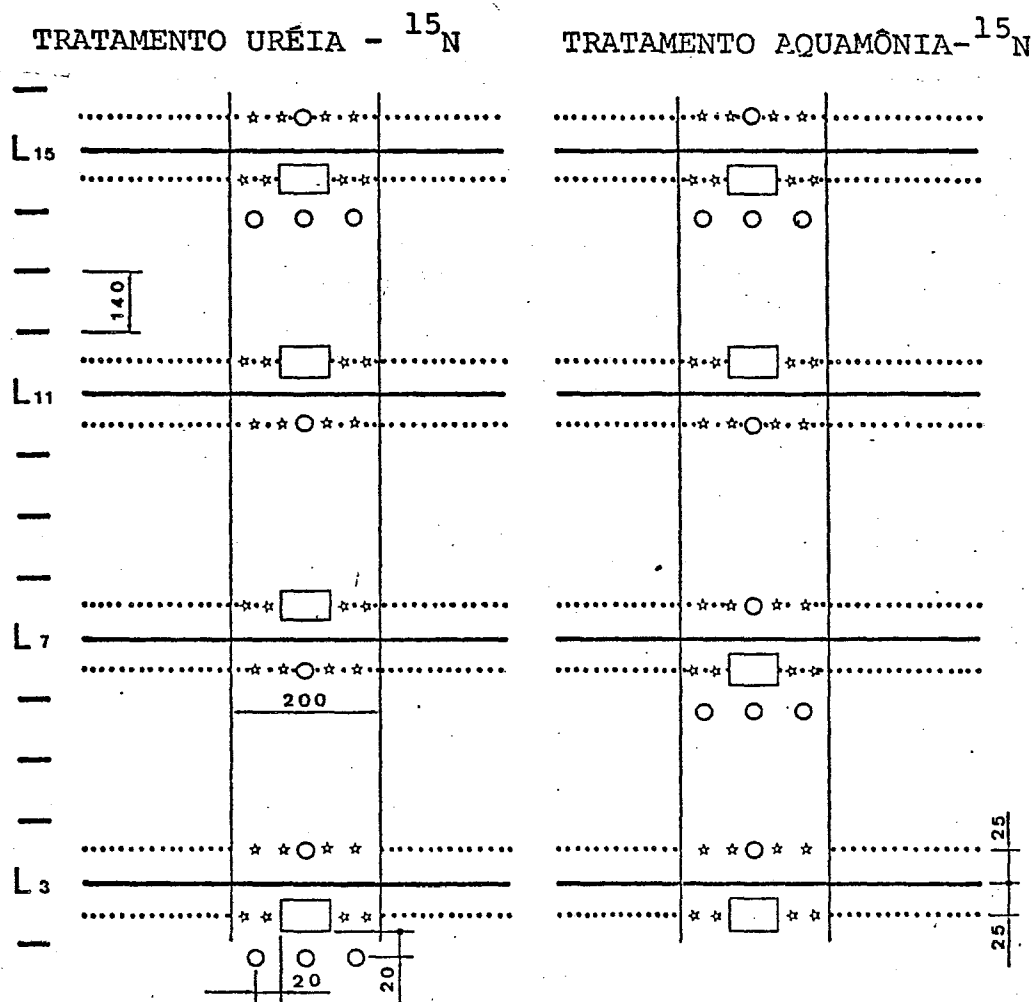 TRATAMENTO URÉIA - 15N
TRATAMENTO AQUAMÔNIA-15N
L15
140
L11
L7
200
L3
25
25
20
20